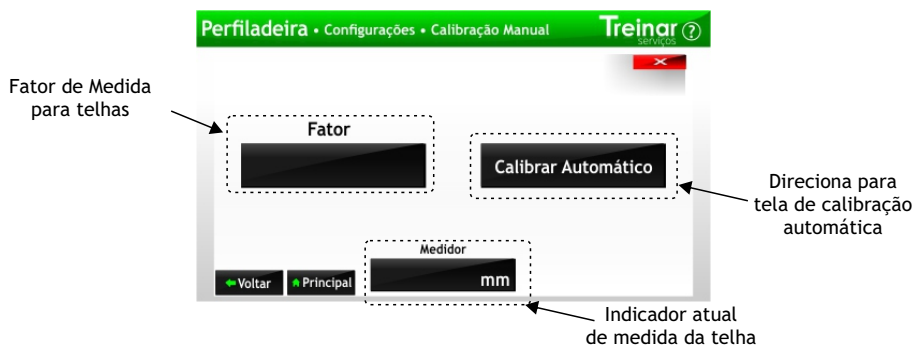 Perfiladeira • Configurações • Calibração Manual
Treinar
serviços
?
Fator de Medida
para telhas
Fator
Calibrar Automático
Direciona para
tela de calibração
automática
Medidor
mm
Voltar
Principal
Indicador atual
de medida da telha